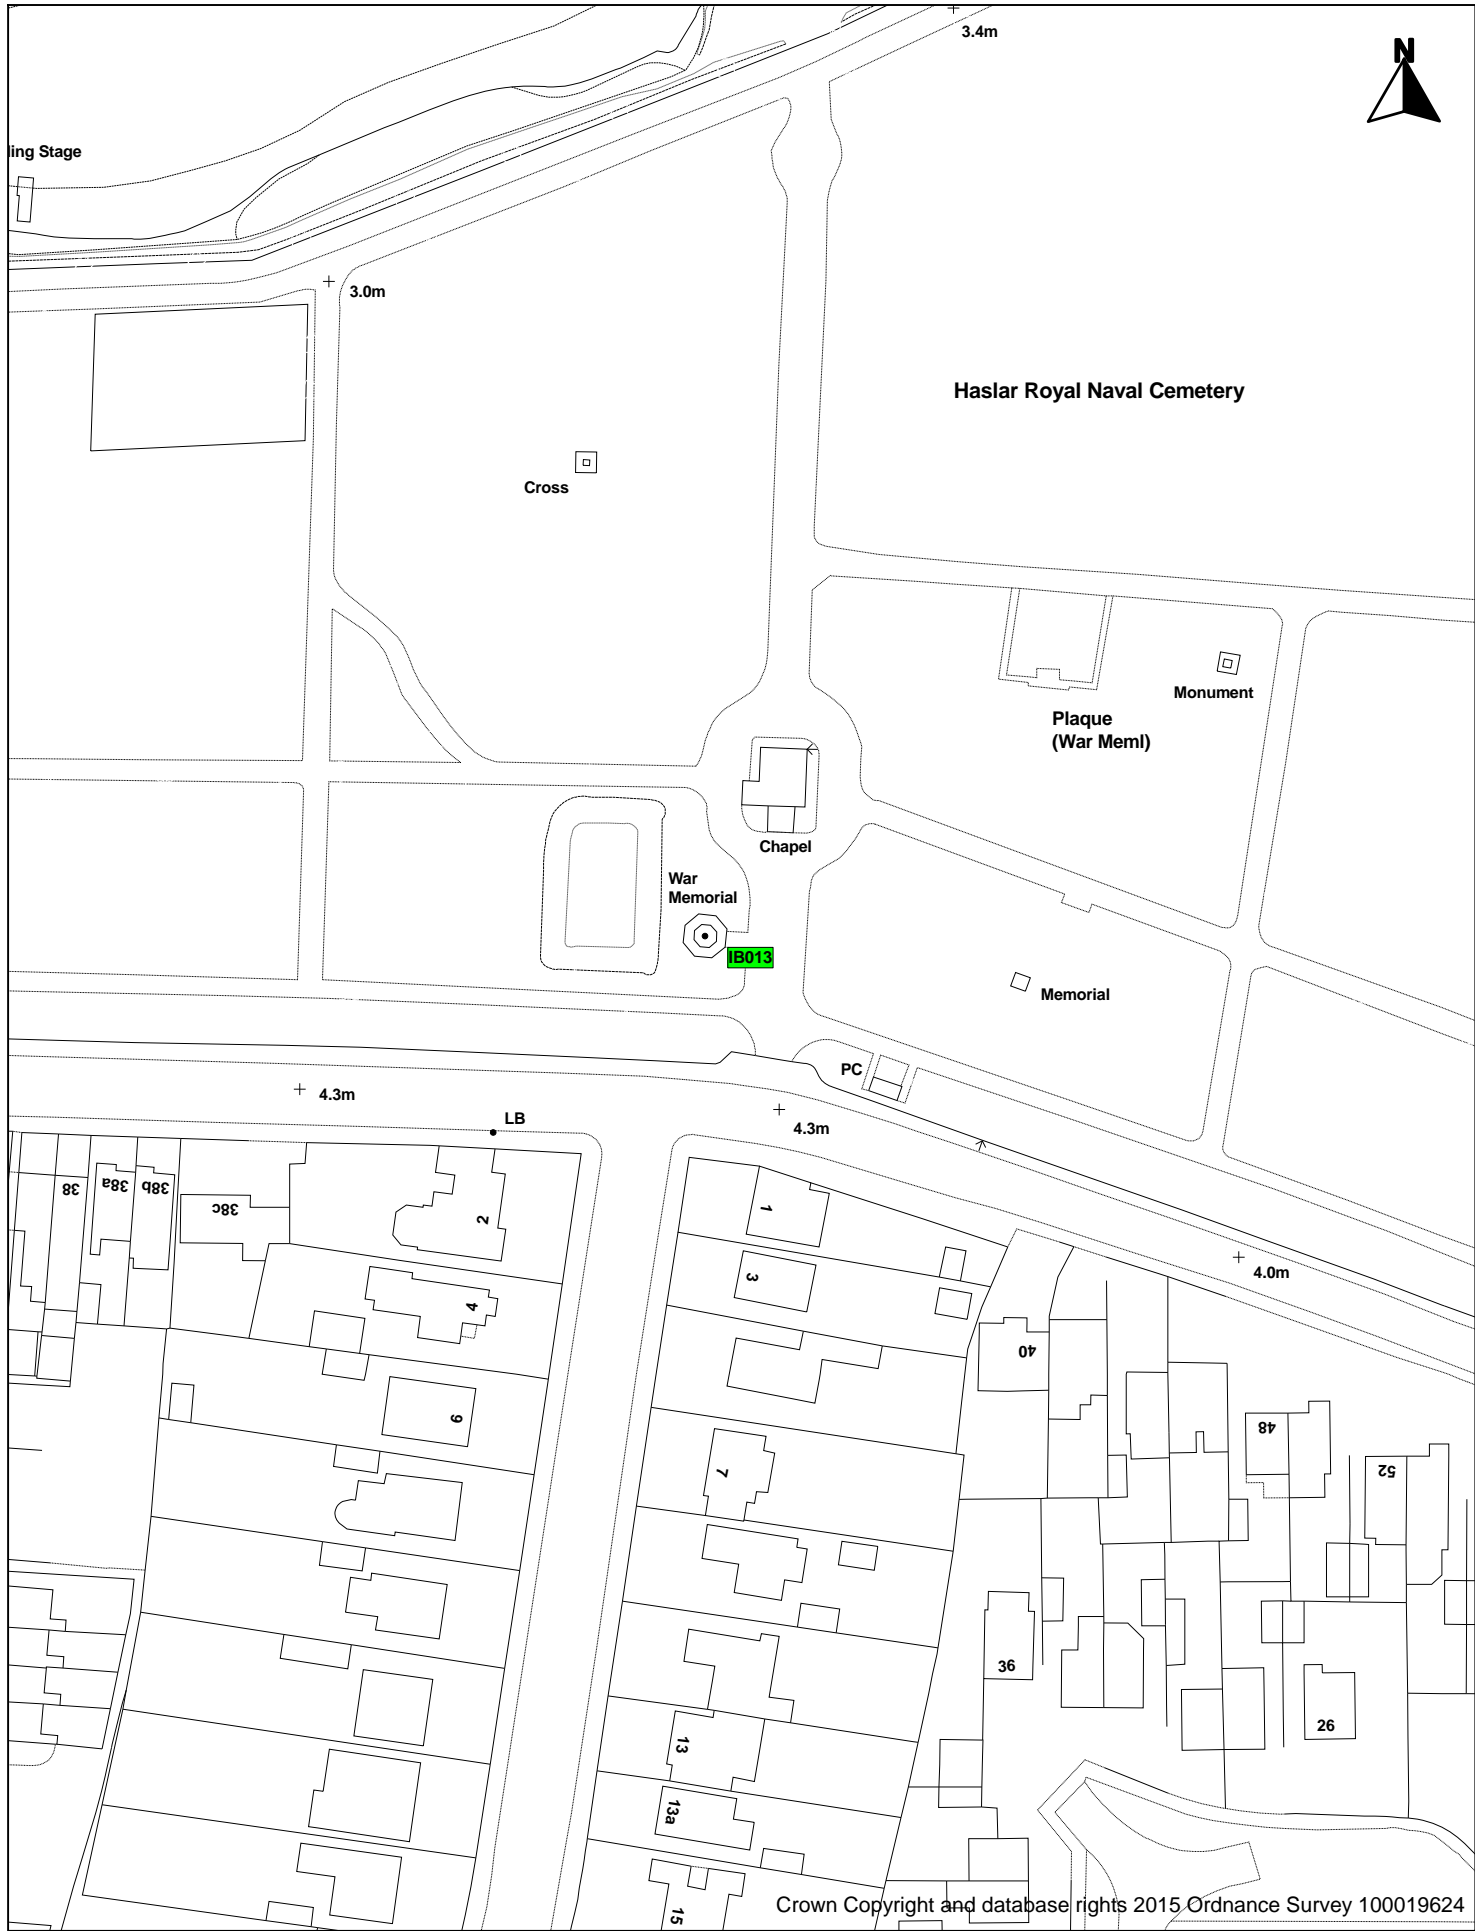 3.4m
N
ling Stage
3.0m
Haslar Royal Naval Cemetery
Cross
Monument
Plaque
(War Meml)
Chapel
War
Memorial
IB013
Memorial
PC
4.3m
LB
4.3m
38
38a
38b
38c
2
1
3
4.0m
4
40
6
48
7
52
36
13
26
13a
15
Crown Copyright and database rights 2015 Ordnance Survey 100019624